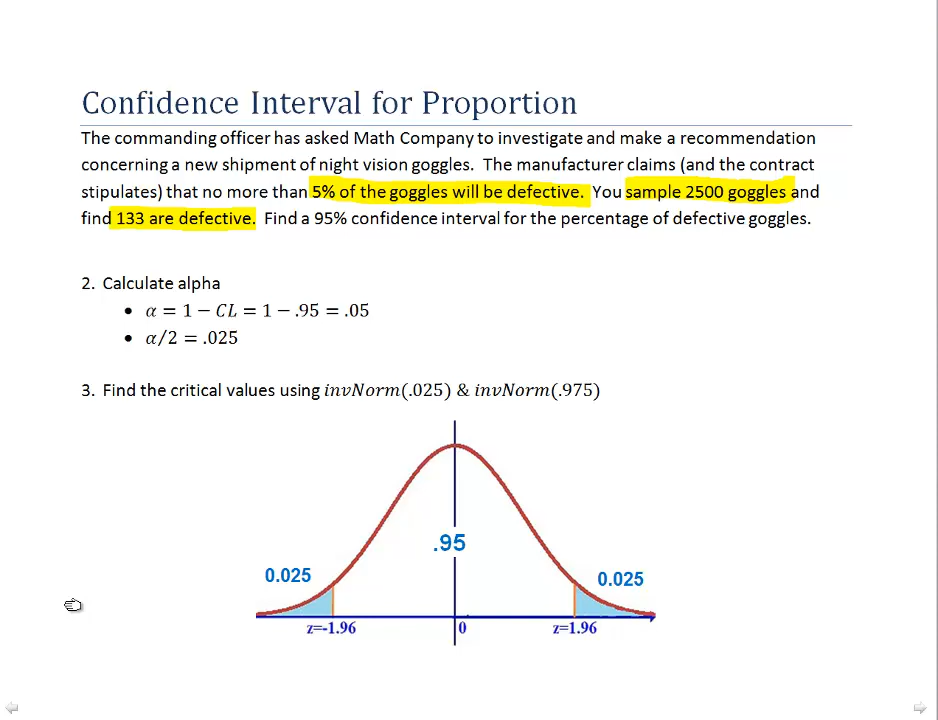 Confidence Interval for Proportion
The commanding officer has asked Math Company to investigate and make a recommendation
concerning a new shipment of night vision goggles.  The manufacturer claims (and the contract
stipulates) that no more than 5% of the goggles will be defective.  You sample 2500 goggles and
find 133 are defective.  Find a 95% confidence interval for the percentage of defective goggles.
2. Calculate alpha
• α = 1 − CL = 1 − .95 = .05
• α/2 = .025
3. Find the critical values using invNorm(.025) & invNorm(.975)
.95
0.025
0.025
z=-1.96
0
z=1.96